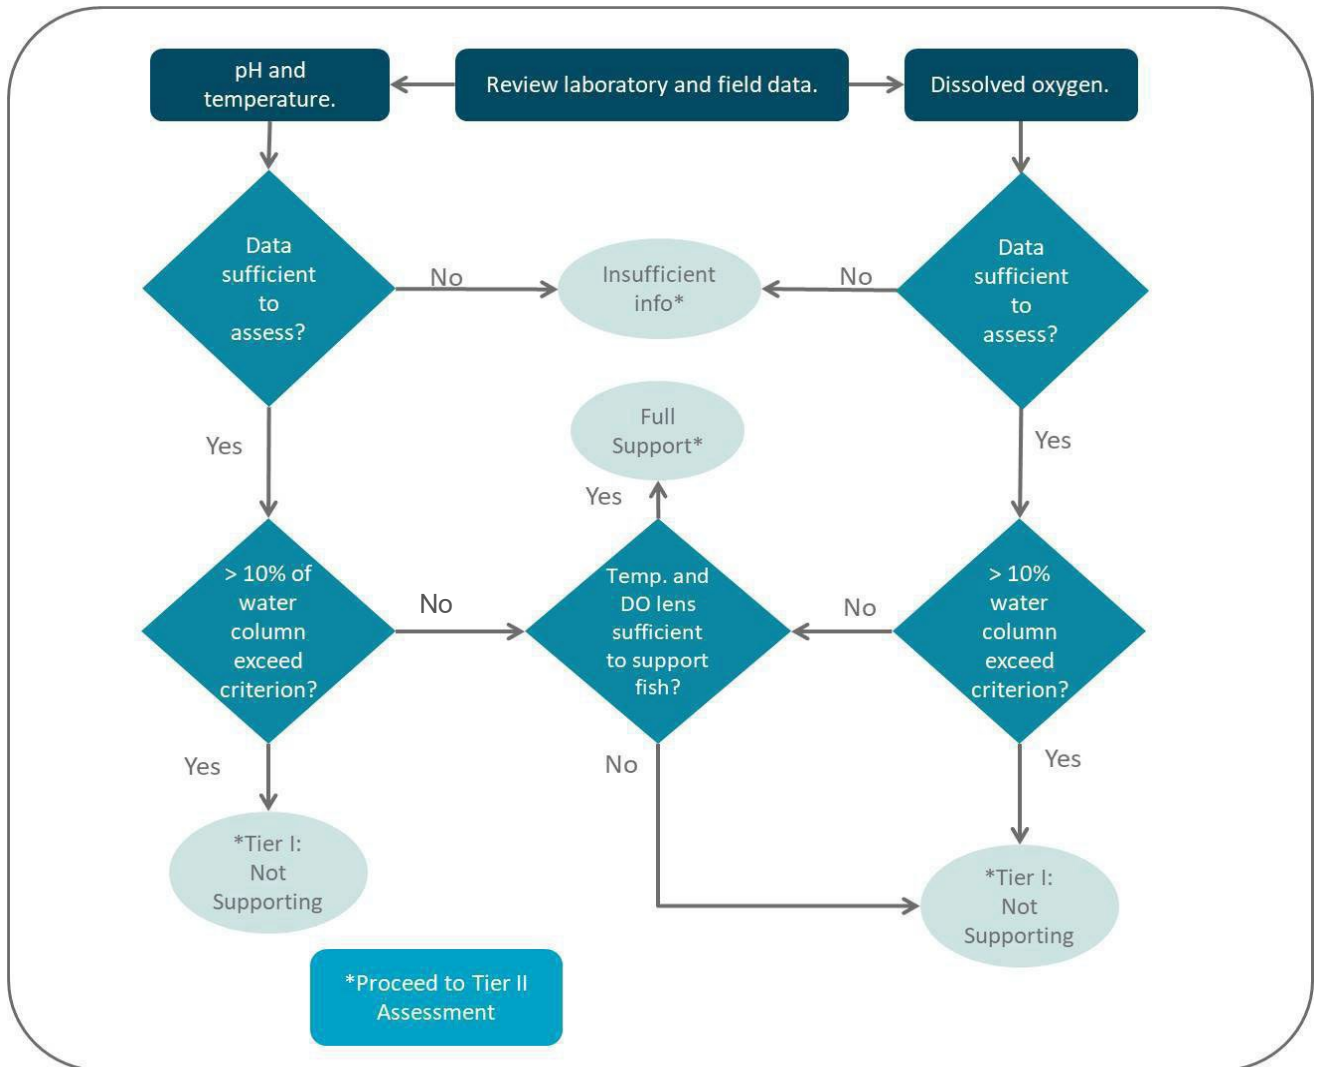 pH and
temperature.
Review laboratory and field data.
Dissolved oxygen.
Data
sufficient
to
assess?
No
Insufficient
info*
No
Data
sufficient
to
assess?
Yes
Full
Support*
Yes
Yes
> 10% of
water
column
exceed
criterion?
No
Temp. and
DO lens
sufficient
to support
fish?
No
> 10%
water
column
exceed
criterion?
Yes
No
Yes
*Tier I:
Not
Supporting
*Tier I:
Not
Supporting
*Proceed to Tier II
Assessment